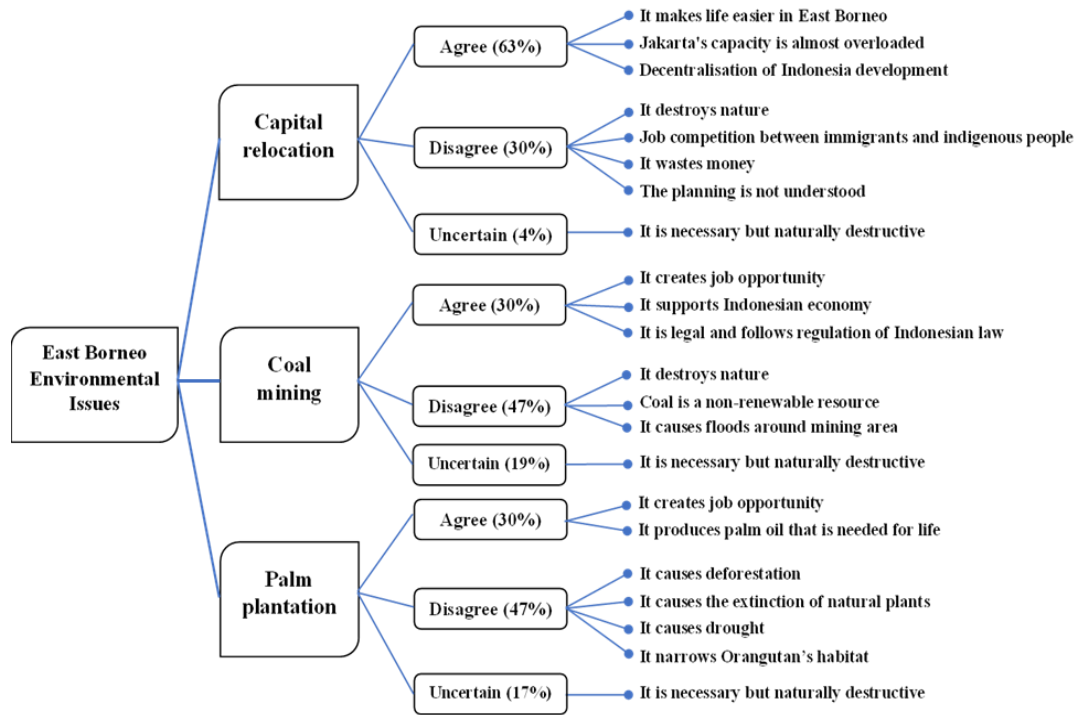 East Borneo
Environmental
Issues
Capital
relocation
Agree (63%)
It makes life easier in East Borneo
Jakarta's capacity is almost overloaded
Decentralisation of Indonesia development
Disagree (30%)
It destroys nature
Job competition between immigrants and indigenous people
It wastes money
The planning is not understood
Uncertain (4%)
It is necessary but naturally destructive
Coal
mining
Agree (30%)
It creates job opportunity
It supports Indonesian economy
It is legal and follows regulation of Indonesian law
Disagree (47%)
It destroys nature
Coal is a non-renewable resource
It causes floods around mining area
Uncertain (19%)
It is necessary but naturally destructive
Palm
plantation
Agree (30%)
It creates job opportunity
It produces palm oil that is needed for life
Disagree (47%)
It causes deforestation
It causes the extinction of natural plants
It causes drought
It narrows Orangutan’s habitat
Uncertain (17%)
It is necessary but naturally destructive